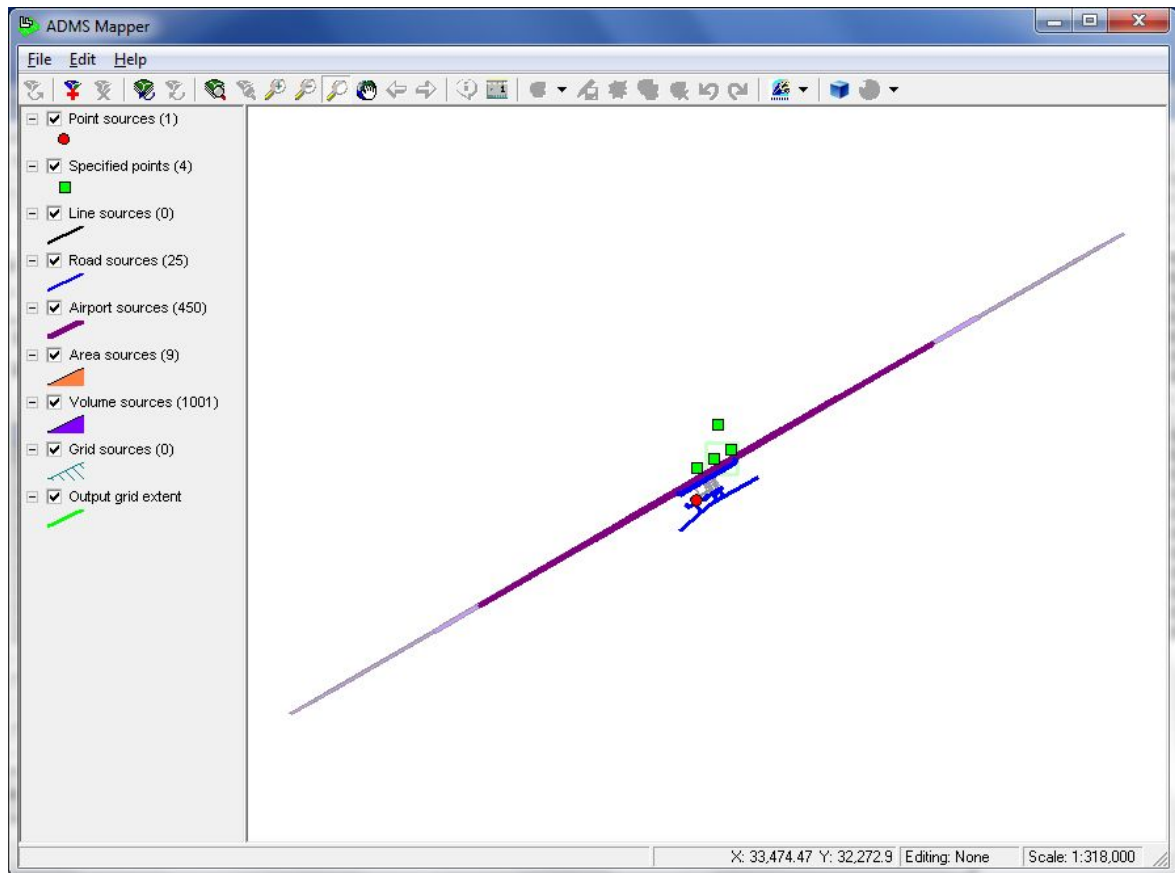 ADMS Mapper
File Edit Help
Point sources (1)
Specified points (4)
Line sources (0)
Road sources (25)
Airport sources (450)
Area sources (9)
Volume sources (1001)
Grid sources (0)
Output grid extent
X: 33,474.47 Y: 32,272.9 Editing: None Scale: 1:318,000